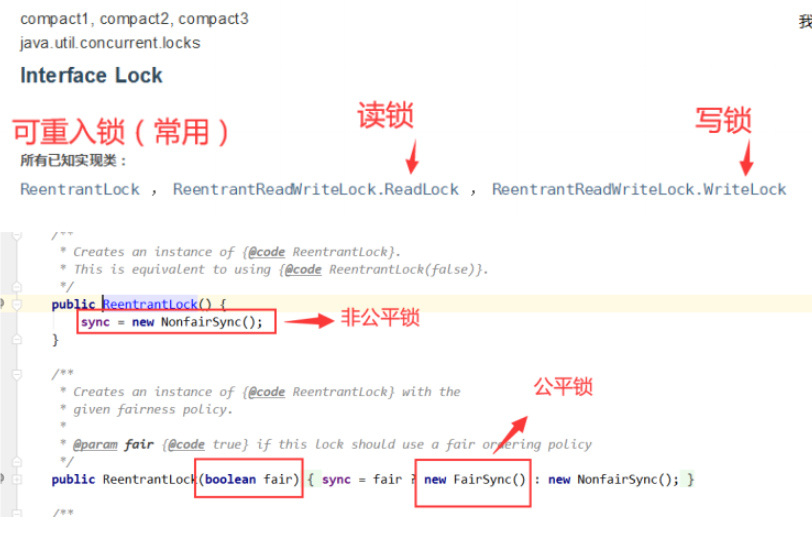 compact1, compact2, compact3
我
java.util.concurrent.locks
Interface Lock
可重入锁（常用）
读锁
写锁
所有已知实现类：
ReentrantLock ， ReentrantReadWriteLock.ReadLock ， ReentrantReadWriteLock.WriteLock
/**
* Creates an instance of {@code ReentrantLock}.
* This is equivalent to using {@code ReentrantLock(false)}.
*/
public ReentrantLock() {
sync = new NonfairSync();
非公平锁
}
/**
* Creates an instance of {@code ReentrantLock} with the
公平锁
* given fairness policy.
*
* @param fair {@code true} if this lock should use a fair ordering policy
*/
public ReentrantLock(boolean fair) { sync = fair ? new FairSync() : new NonfairSync(); }
/**